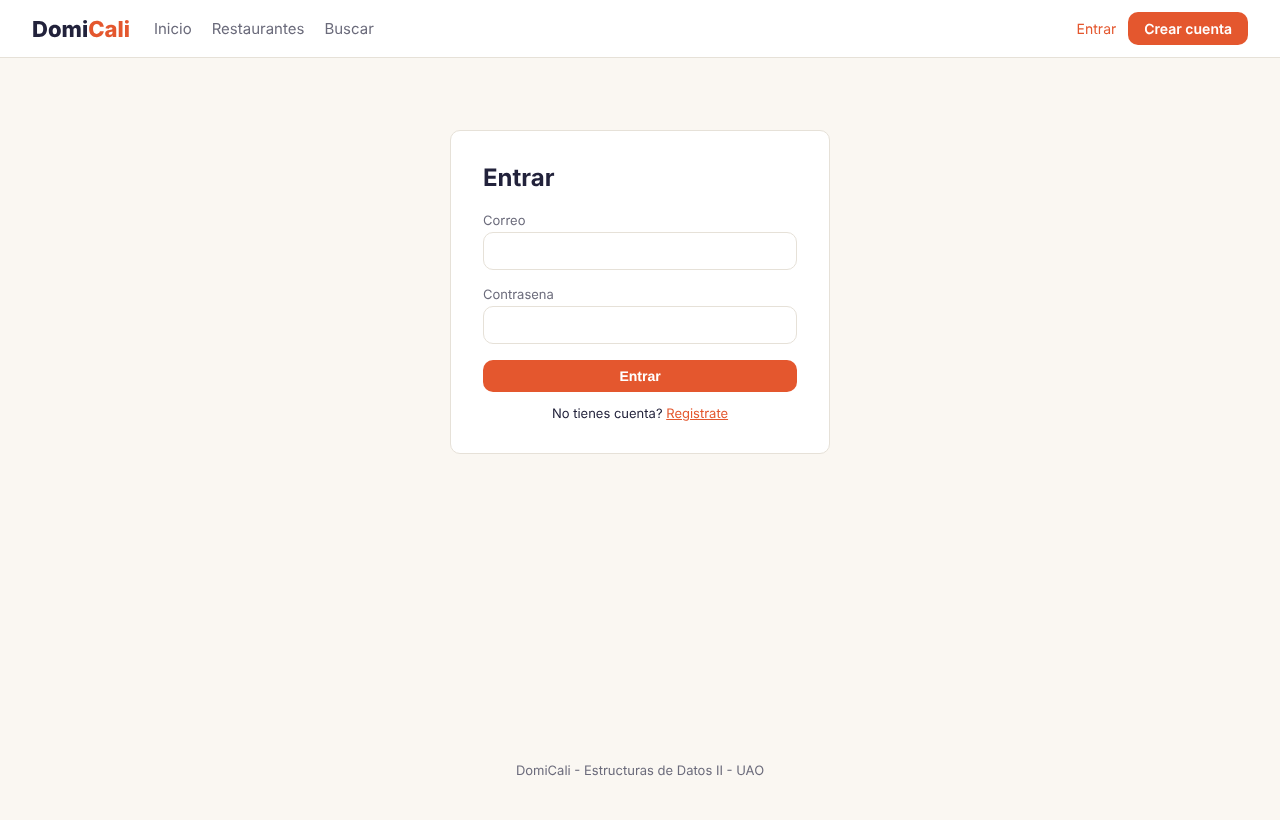 DomiCali Inicio Restaurantes Buscar Entrar Crear cuenta
Entrar
Correo
Contrasena
Entrar
No tienes cuenta? Registrate
DomiCali - Estructuras de Datos II - UAO